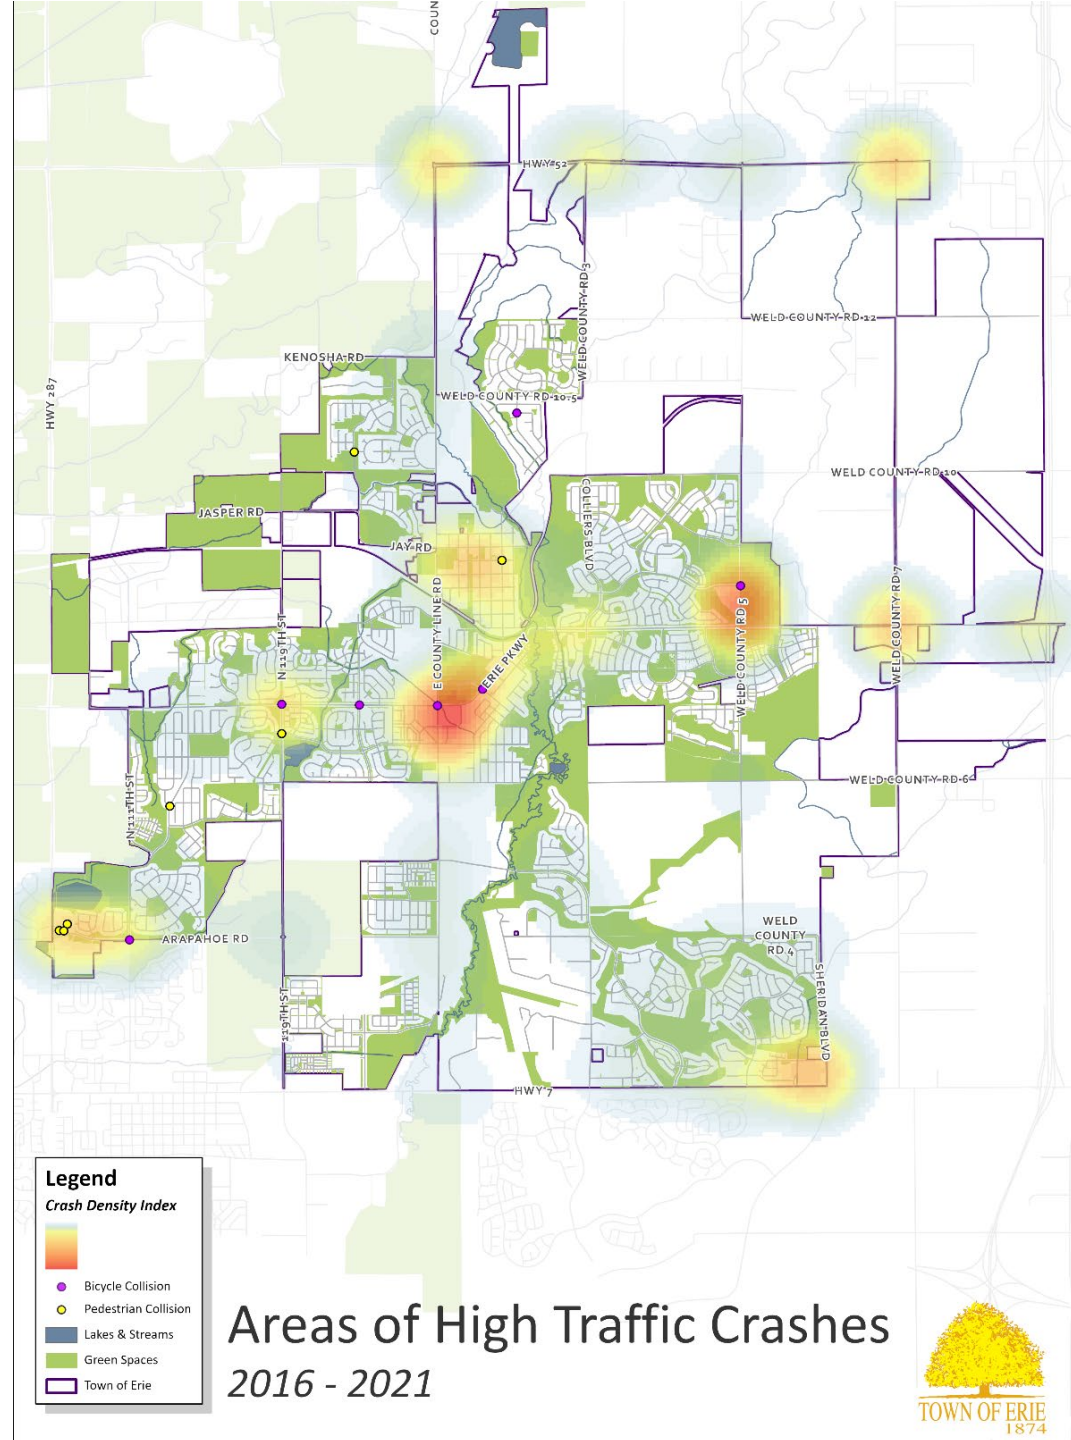 COUN
HWY 52
WELD COUNTY RD 3
WELD COUNTY RD 12
KENOSHA RD
HWY 287
WELD COUNTY RD 10.5
WELD COUNTY RD 10
COLLIERS BLVD
JASPER RD
JAY RD
E COUNTY LINE RD
N 119TH ST
ERIE PKWY
WELD COUNTY RD 5
WELD COUNTY RD 7
WELD COUNTY RD 6
N 111TH ST
ARAPAHOE RD
WELD
COUNTY
RD 4
SHERIDAN BLVD
119TH ST
HWY 7
Legend
Crash Density Index
Bicycle Collision
Pedestrian Collision
Lakes & Streams
Green Spaces
Town of Erie
Areas of High Traffic Crashes
2016 - 2021
TOWN OF ERIE
1874